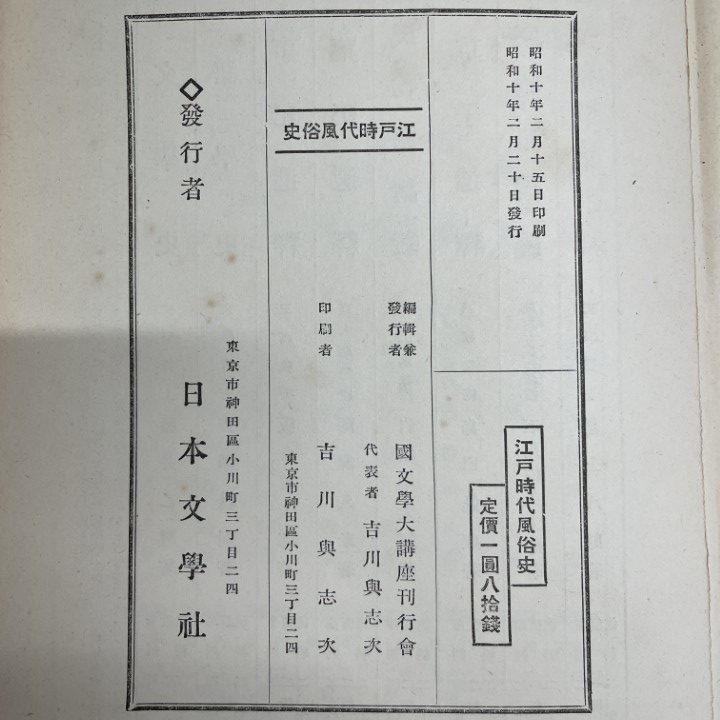 昭和十年二月十五日印刷
昭和十年二月二十日發行
江戸時代風俗史
定價一圓八拾錢
江戸時代風俗史
編輯兼
發行者
國文學大講座刊行會
代表者 吉川與志次
印刷者 吉川與志次
東京市神田區小川町三丁目二四
◇發行者
東京市神田區小川町三丁目二四
日本文學社